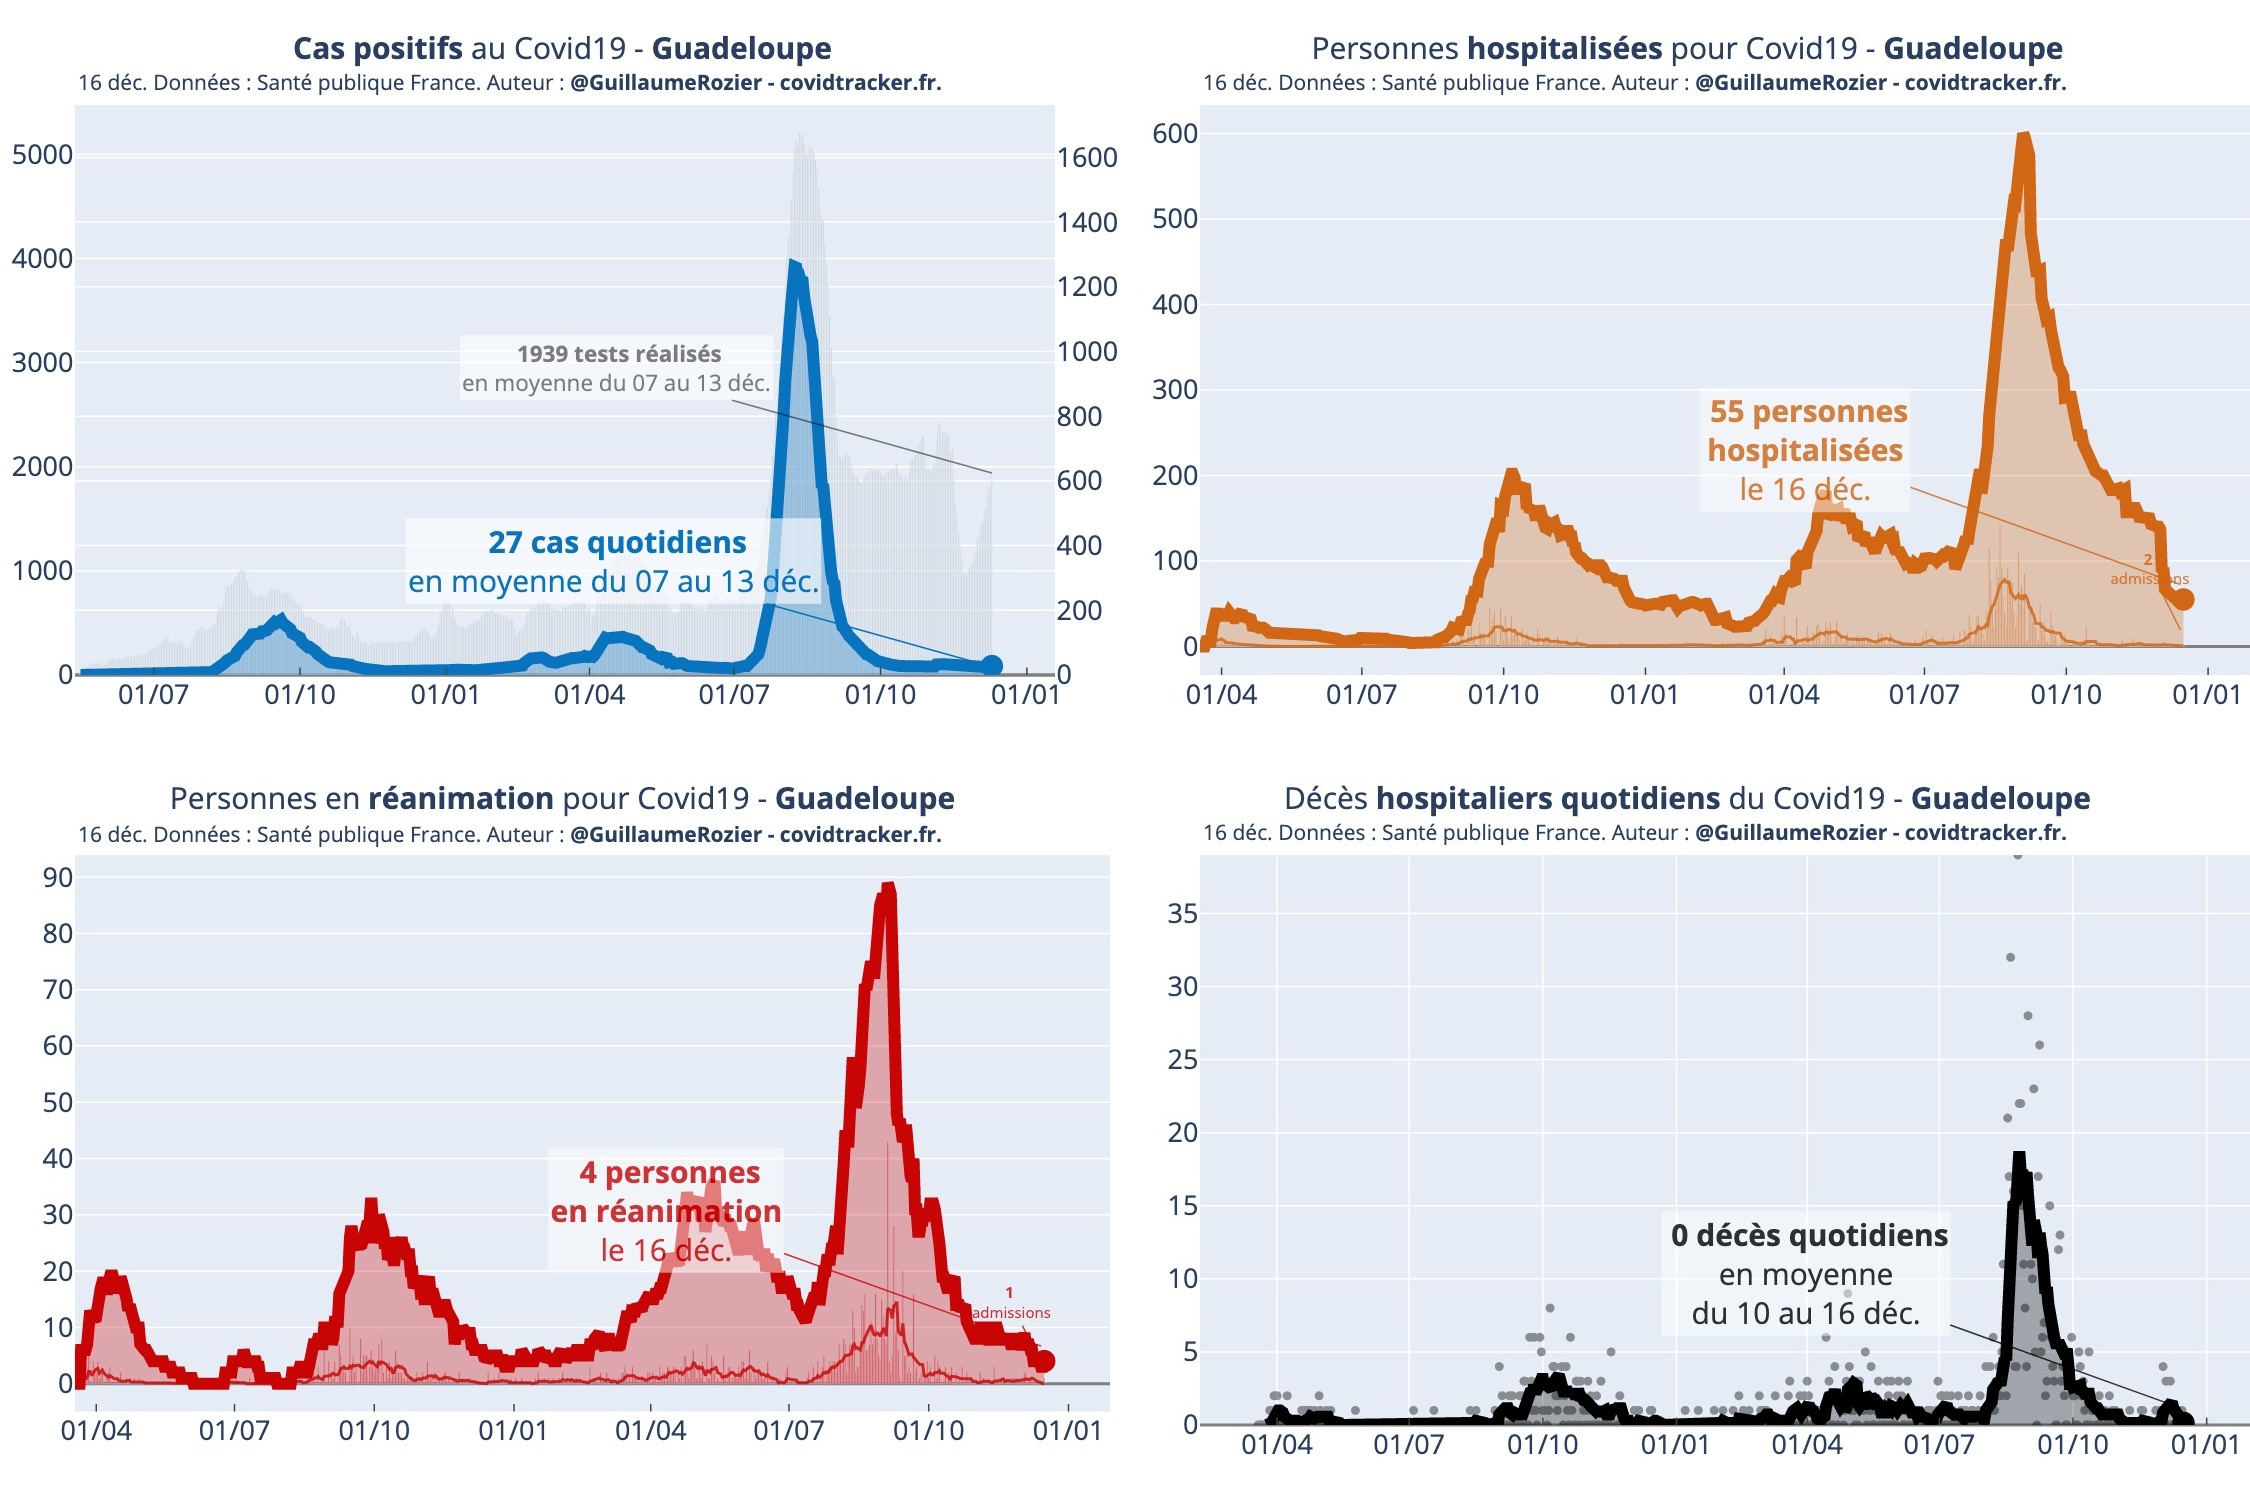 Cas positifs au Covid19 - Guadeloupe
16 déc. Données : Santé publique France. Auteur : @GuillaumeRozier - covidtracker.fr.
5000
4000
3000
2000
1000
0
1600
1400
1200
1000
800
600
400
200
0
1939 tests réalisés
en moyenne du 07 au 13 déc.
27 cas quotidiens
en moyenne du 07 au 13 déc.
01/07 01/10 01/01 01/04 01/07 01/10 01/01
Personnes hospitalisées pour Covid19 - Guadeloupe
16 déc. Données : Santé publique France. Auteur : @GuillaumeRozier - covidtracker.fr.
600
500
400
300
200
100
0
55 personnes
hospitalisées
le 16 déc.
2
admissions
01/04 01/07 01/10 01/01 01/04 01/07 01/10 01/01
Personnes en réanimation pour Covid19 - Guadeloupe
16 déc. Données : Santé publique France. Auteur : @GuillaumeRozier - covidtracker.fr.
90
80
70
60
50
40
30
20
10
0
4 personnes
en réanimation
le 16 déc.
1
admissions
01/04 01/07 01/10 01/01 01/04 01/07 01/10 01/01
Décès hospitaliers quotidiens du Covid19 - Guadeloupe
16 déc. Données : Santé publique France. Auteur : @GuillaumeRozier - covidtracker.fr.
35
30
25
20
15
10
5
0
0 décès quotidiens
en moyenne
du 10 au 16 déc.
01/04 01/07 01/10 01/01 01/04 01/07 01/10 01/01